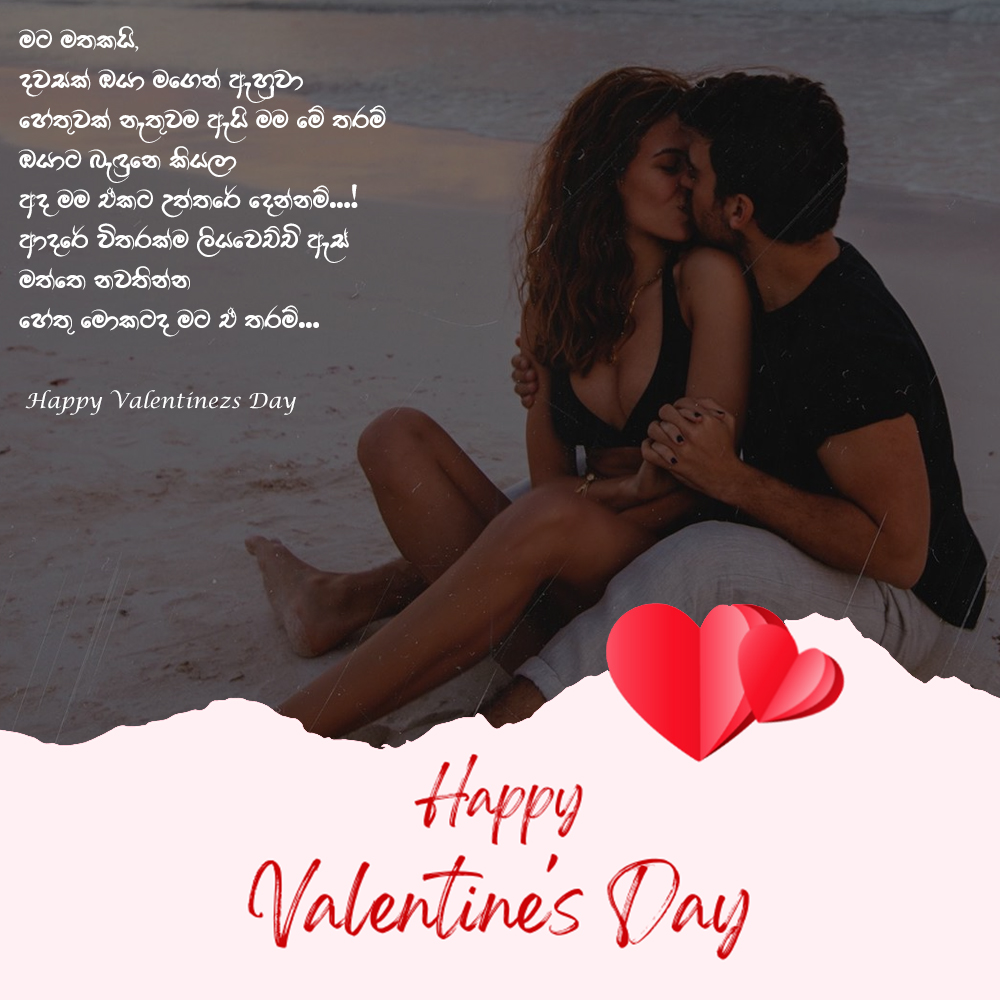 මට මතකයි,
දවසක් ඔයා මගෙන් ඇහුවා
හේතුවක් නැතුවම ඇයි මම මේ තරම්
ඔයාට බැඳුනෙ කියලා
අද මම ඒකට උත්තරේ දෙන්නම්...!
ආදරේ විතරක්ම ලියවෙච්චි ඇස්
මත්තෙ නවතින්න
හේතු මොකටද මට ඒ තරම්...
Happy Valentinezs Day
Happy
Valentine's Day